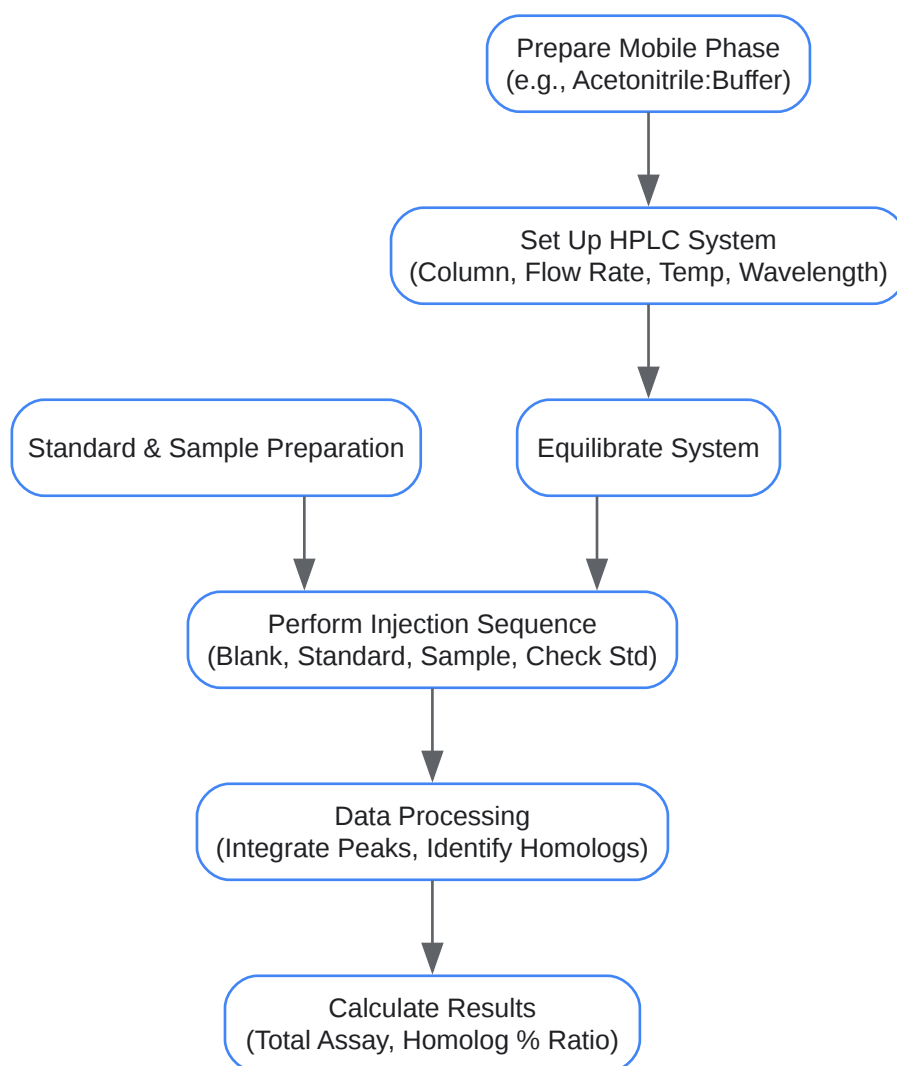 Prepare Mobile Phase
(e.g., Acetonitrile:Buffer)
Set Up HPLC System
(Column, Flow Rate, Temp, Wavelength)
Standard & Sample Preparation
Equilibrate System
Perform Injection Sequence
(Blank, Standard, Sample, Check Std)
Data Processing
(Integrate Peaks, Identify Homologs)
Calculate Results
(Total Assay, Homolog % Ratio)